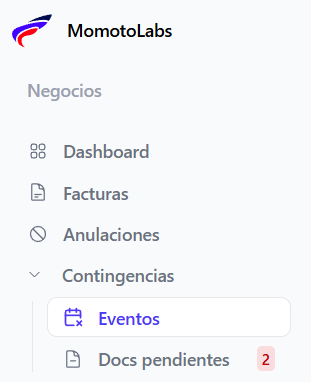 MomotoLabs
Negocios
Dashboard
Facturas
Anulaciones
Contingencias
Eventos
Docs pendientes 2